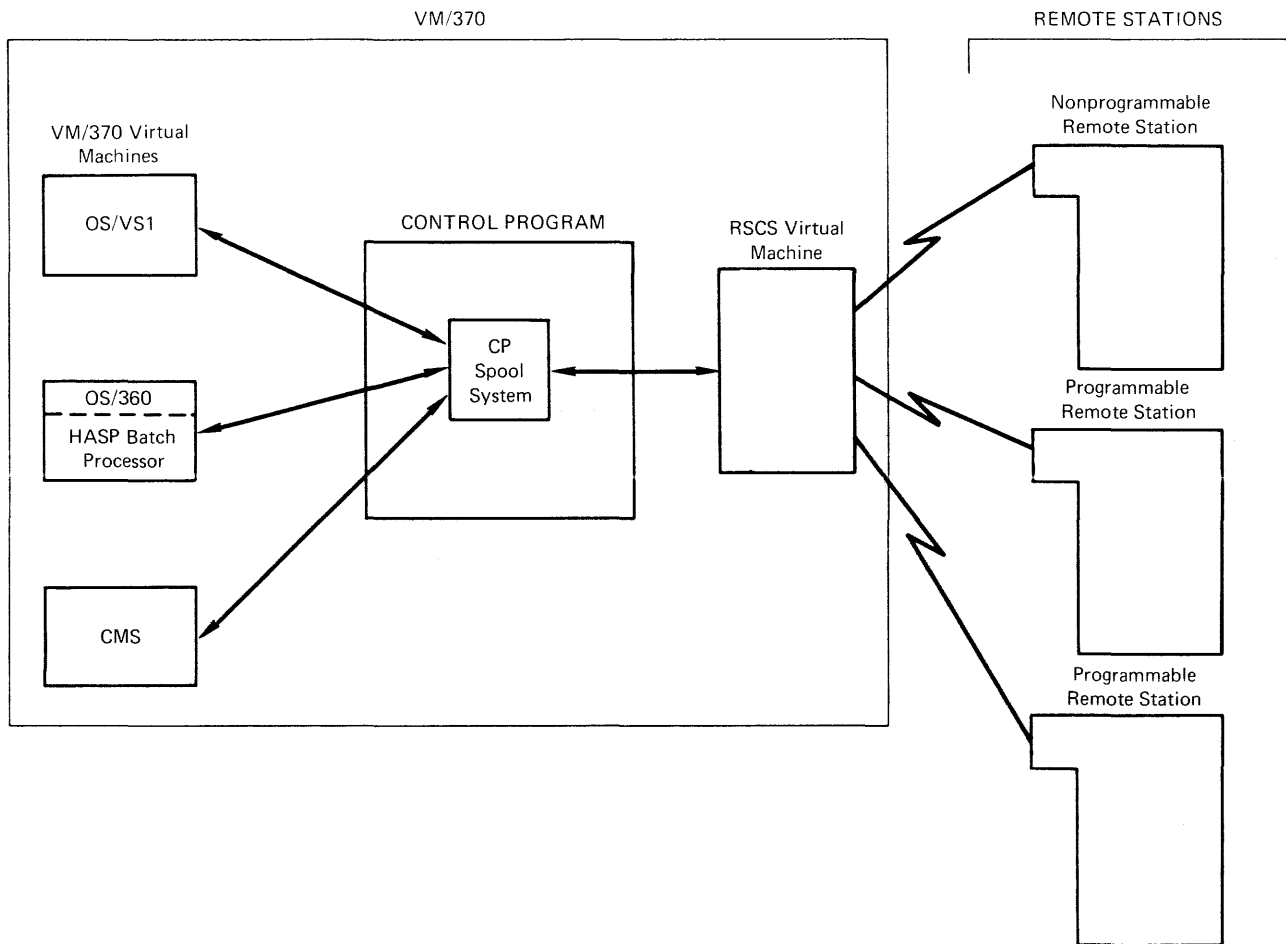 VM/370
REMOTE STATIONS
VM/370 Virtual
Machines
OS/VS1
OS/360
HASP Batch
Processor
CMS
CONTROL PROGRAM
CP
Spool
System
RSCS Virtual
Machine
Nonprogrammable
Remote Station
Programmable
Remote Station
Programmable
Remote Station